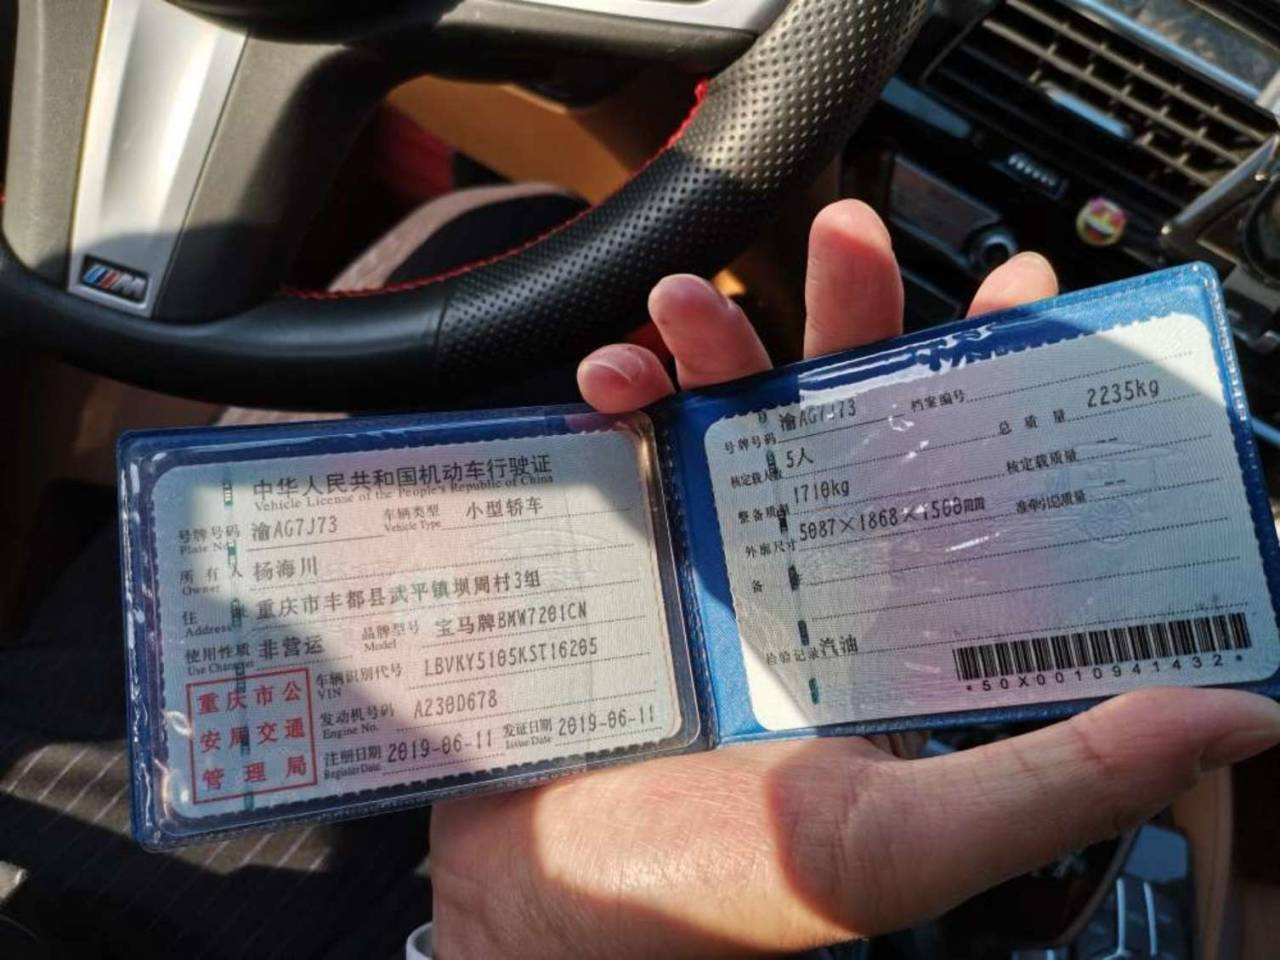 中华人民共和国机动车行驶证
Vehicle License of the People's Republic of China
号牌号码 渝AG7J73 车辆类型 小型轿车
Plate No. Vehicle Type
所有人 杨海川
Owner
住 重庆市丰都县武平镇坝周村3组
Address
使用性质 非营运 品牌型号 宝马牌BMW7201CN
Use Character Model
车辆识别代号 LBVKY5105KST16205
VIN
发动机号码 A230D678
Engine No.
注册日期 2019-06-11 发证日期 2019-06-11
Register Date Issue Date
重庆市公
安局交通
管理局
号牌号码 渝AG7J73 档案编号
核定载人 5人 总质量 2235kg
整备质量 1710kg 核定载质量 --
外廓尺寸 5087×1868×1500mm 准牵引总质量 --
备
检验记录 汽油
*50X0010941432*